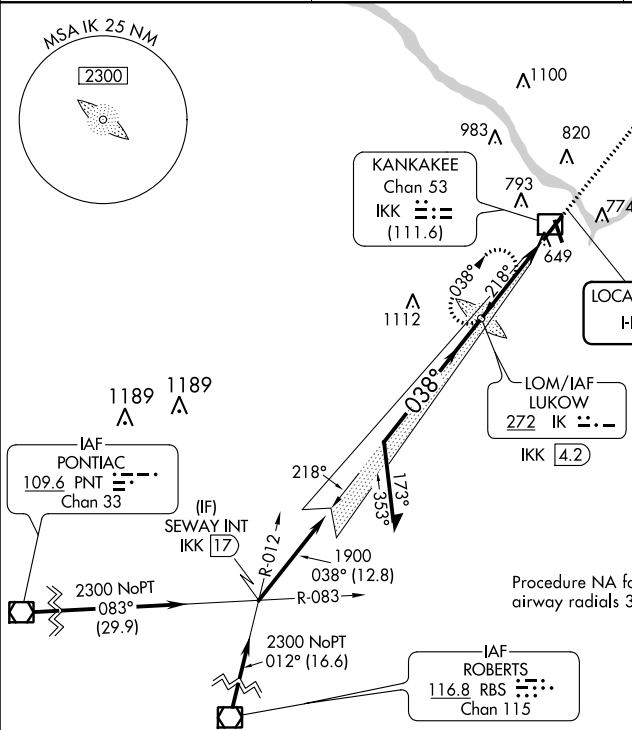 MSA IK 25 NM
2300
1100
983
820
KANKAKEE
Chan 53
IKK
(111.6)
793
774
649
038°
218°
1112
LOCA
LOM/IAF
LUKOW
272 IK
IKK 4.2
038°
1189
1189
IAF
PONTIAC
109.6 PNT
Chan 33
218°
173°
353°
(IF)
SEWAY INT
IKK 17
R-012
1900
038° (12.8)
R-083
2300 NoPT
083°
(29.9)
Procedure NA fo
airway radials 3
2300 NoPT
012° (16.6)
IAF
ROBERTS
116.8 RBS
Chan 115